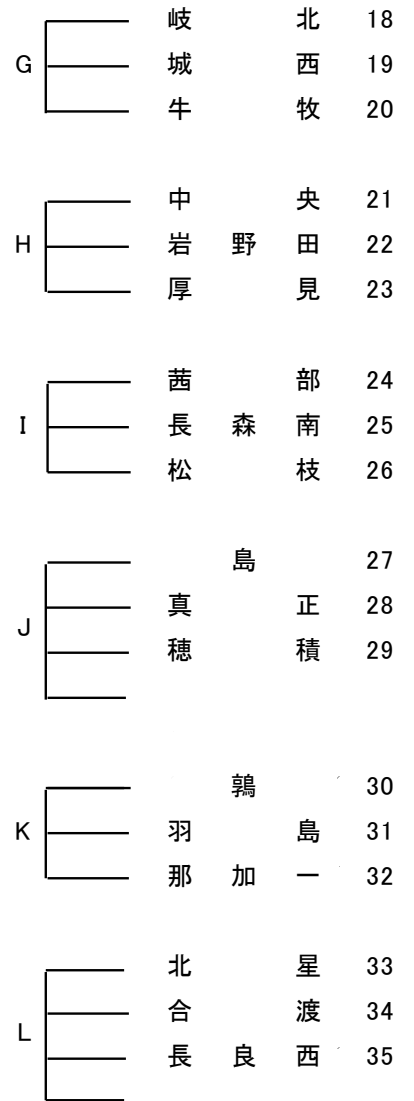 岐北 18
G 城西 19
牛牧 20
中央 21
H 岩野田 22
厚見 23
茜部 24
I 長森南 25
松枝 26
島 27
真正 28
J
穂積 29
鶉 30
K 羽島 31
那加一 32
北星 33
合渡 34
L
長良西 35